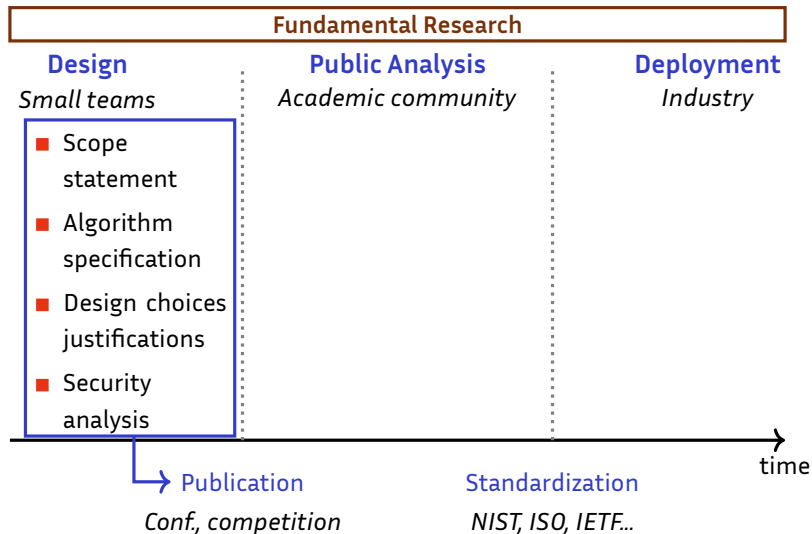 Fundamental Research
Design
Small teams
Scope
statement
Algorithm
specification
Design choices
justifications
Security
analysis
Public Analysis
Academic community
Deployment
Industry
time
Publication
Conf., competition
Standardization
NIST, ISO, IETF...